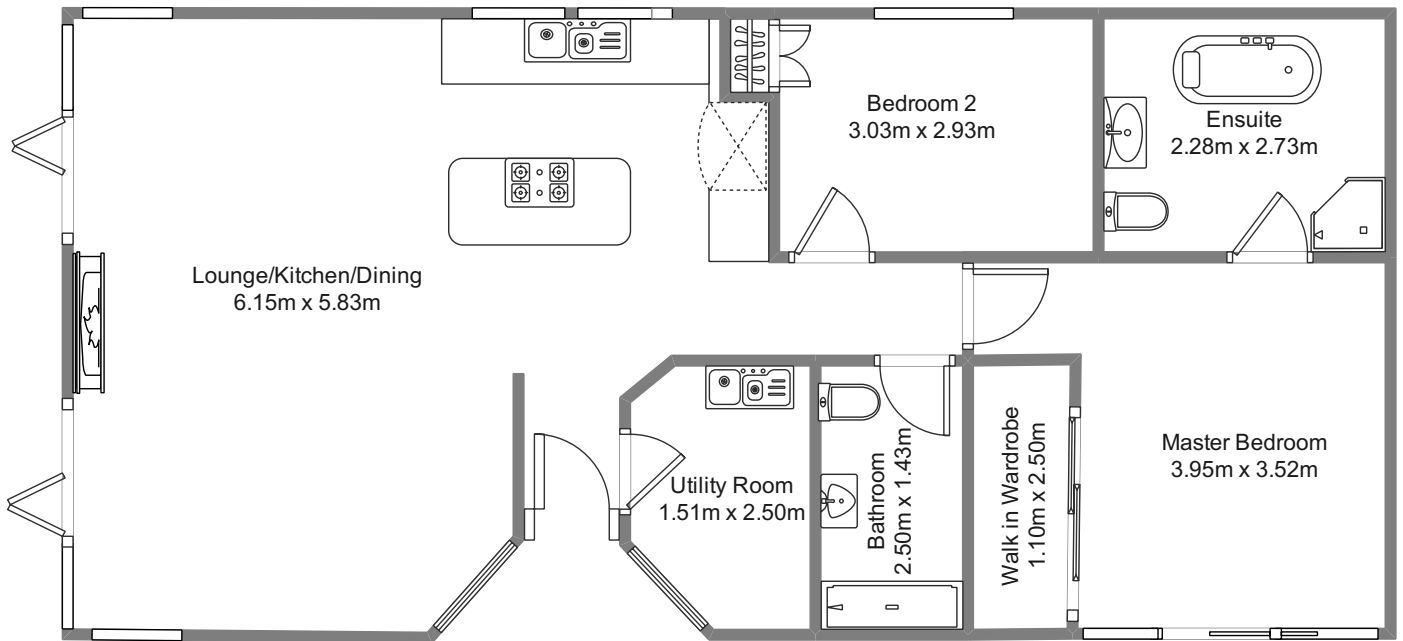 Bedroom 2
3.03m x 2.93m
Ensuite
2.28m x 2.73m
Lounge/Kitchen/Dining
6.15m x 5.83m
Utility Room
1.51m x 2.50m
Bathroom
2.50m x 1.43m
Walk in Wardrobe
1.10m x 2.50m
Master Bedroom
3.95m x 3.52m